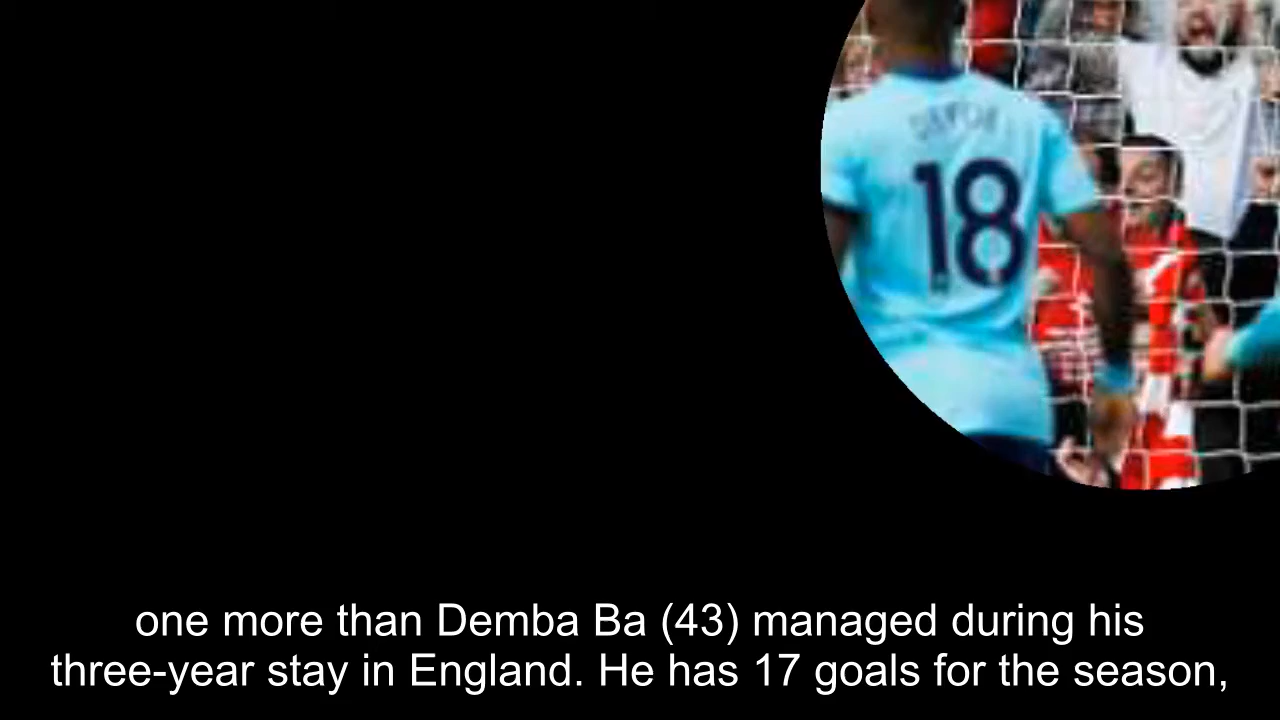 18
one more than Demba Ba (43) managed during his
three-year stay in England. He has 17 goals for the season,